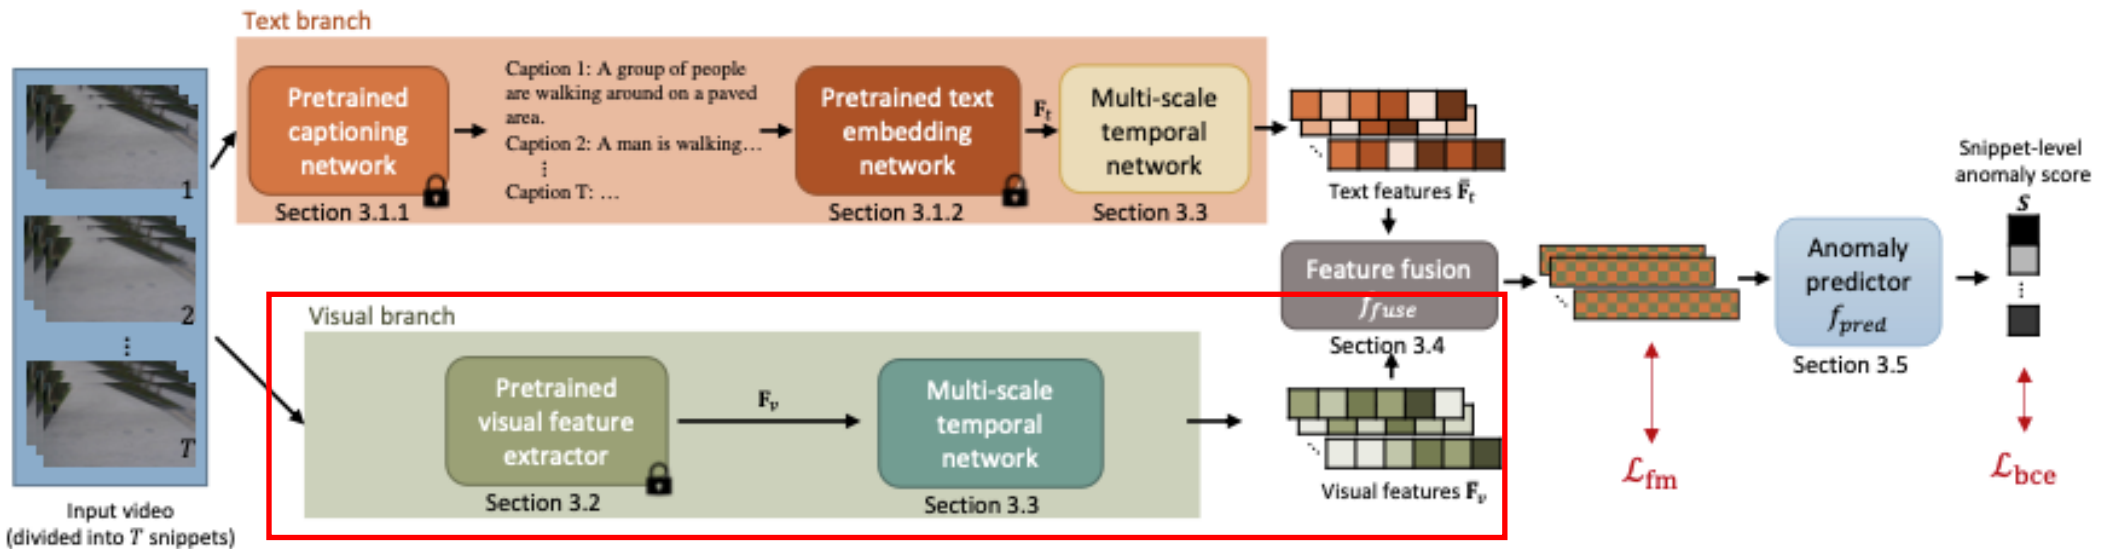 Text branch
Pretrained
captioning
network
Section 3.1.1
Caption 1: A group of people
are walking around on a paved
area.
Caption 2: A man is walking…
⋮
Caption T: …
Pretrained text
embedding
network
Section 3.1.2
F_t
Multi-scale
temporal
network
Section 3.3
Text features F̄_t
1
2
⋮
T
Input video
(divided into T snippets)
Visual branch
Pretrained
visual feature
extractor
Section 3.2
F_v
Multi-scale
temporal
network
Section 3.3
Visual features F_v
Feature fusion
f_fuse
Section 3.4
ℒ_fm
Anomaly
predictor
f_pred
Section 3.5
Snippet-level
anomaly score
S
⋮
ℒ_bce